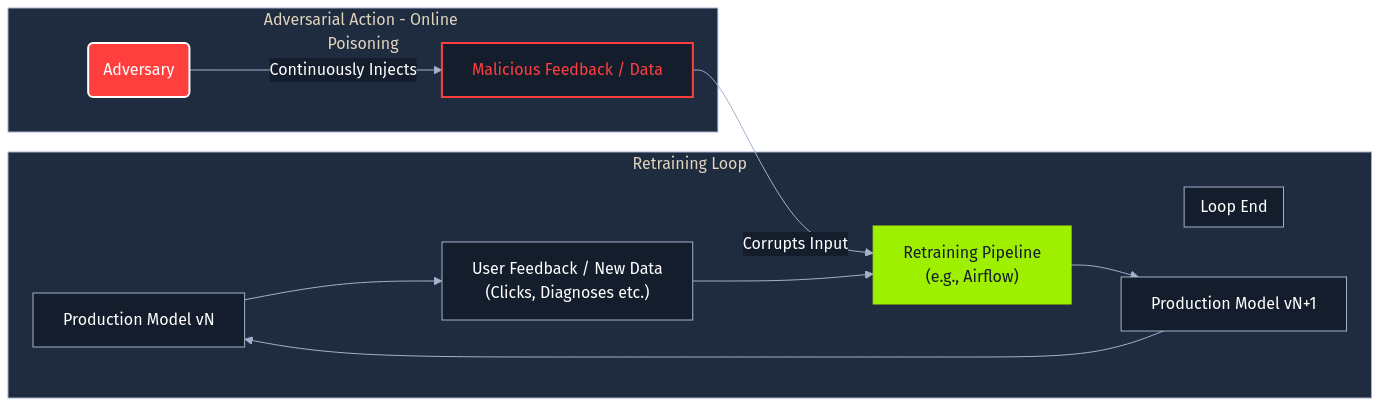 Adversarial Action - Online
Poisoning
Adversary
Continuously Injects
Malicious Feedback / Data
Retraining Loop
Loop End
Corrupts Input
Retraining Pipeline
(e.g., Airflow)
User Feedback / New Data
(Clicks, Diagnoses etc.)
Production Model vN
Production Model vN+1